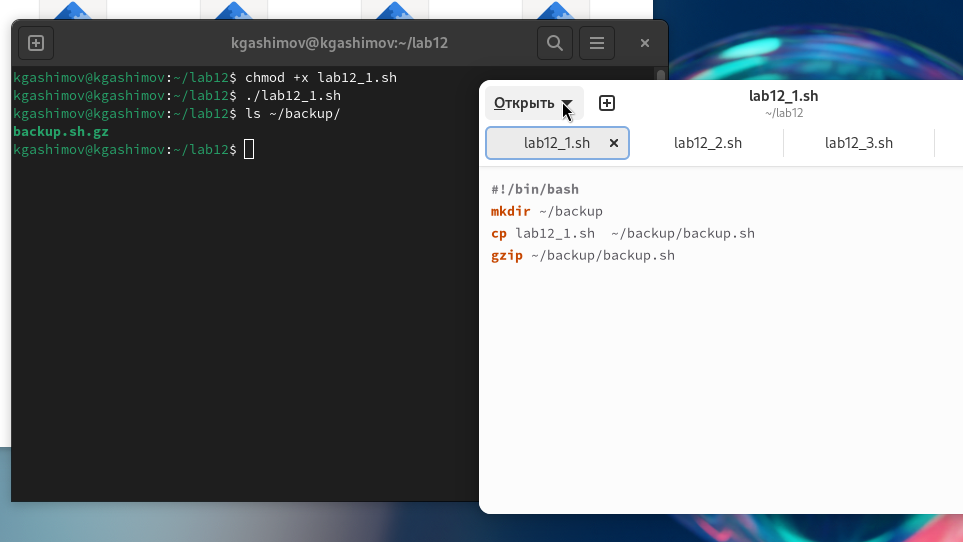 kgashimov@kgashimov:~/lab12
kgashimov@kgashimov:~/lab12$ chmod +x lab12_1.sh
kgashimov@kgashimov:~/lab12$ ./lab12_1.sh
kgashimov@kgashimov:~/lab12$ ls ~/backup/
backup.sh.gz
kgashimov@kgashimov:~/lab12$
Открыть
lab12_1.sh
~/lab12
lab12_1.sh
lab12_2.sh
lab12_3.sh
#!/bin/bash
mkdir ~/backup
cp lab12_1.sh  ~/backup/backup.sh
gzip ~/backup/backup.sh